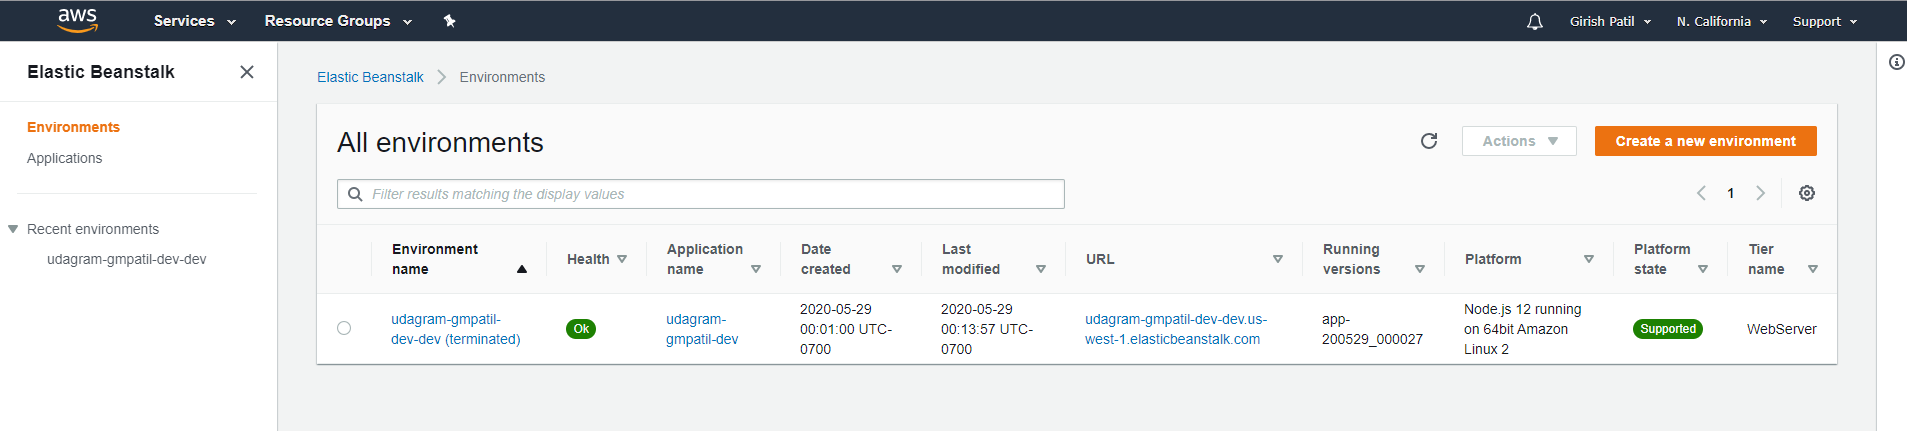 aws
Services
Resource Groups
Girish Patil
N. California
Support
Elastic Beanstalk
Environments
Applications
Recent environments
udagram-gmpatil-dev-dev
Elastic Beanstalk
Environments
All environments
Actions
Create a new environment
Filter results matching the display values
1
Environment
name
Health
Application
name
Date
created
Last
modified
URL
Running
versions
Platform
Platform
state
Tier
name
udagram-gmpatil-
dev-dev (terminated)
Ok
udagram-
gmpatil-dev
2020-05-29
00:01:00 UTC-
0700
2020-05-29
00:13:57 UTC-
0700
udagram-gmpatil-dev-dev.us-
west-1.elasticbeanstalk.com
app-
200529_000027
Node.js 12 running
on 64bit Amazon
Linux 2
Supported
WebServer